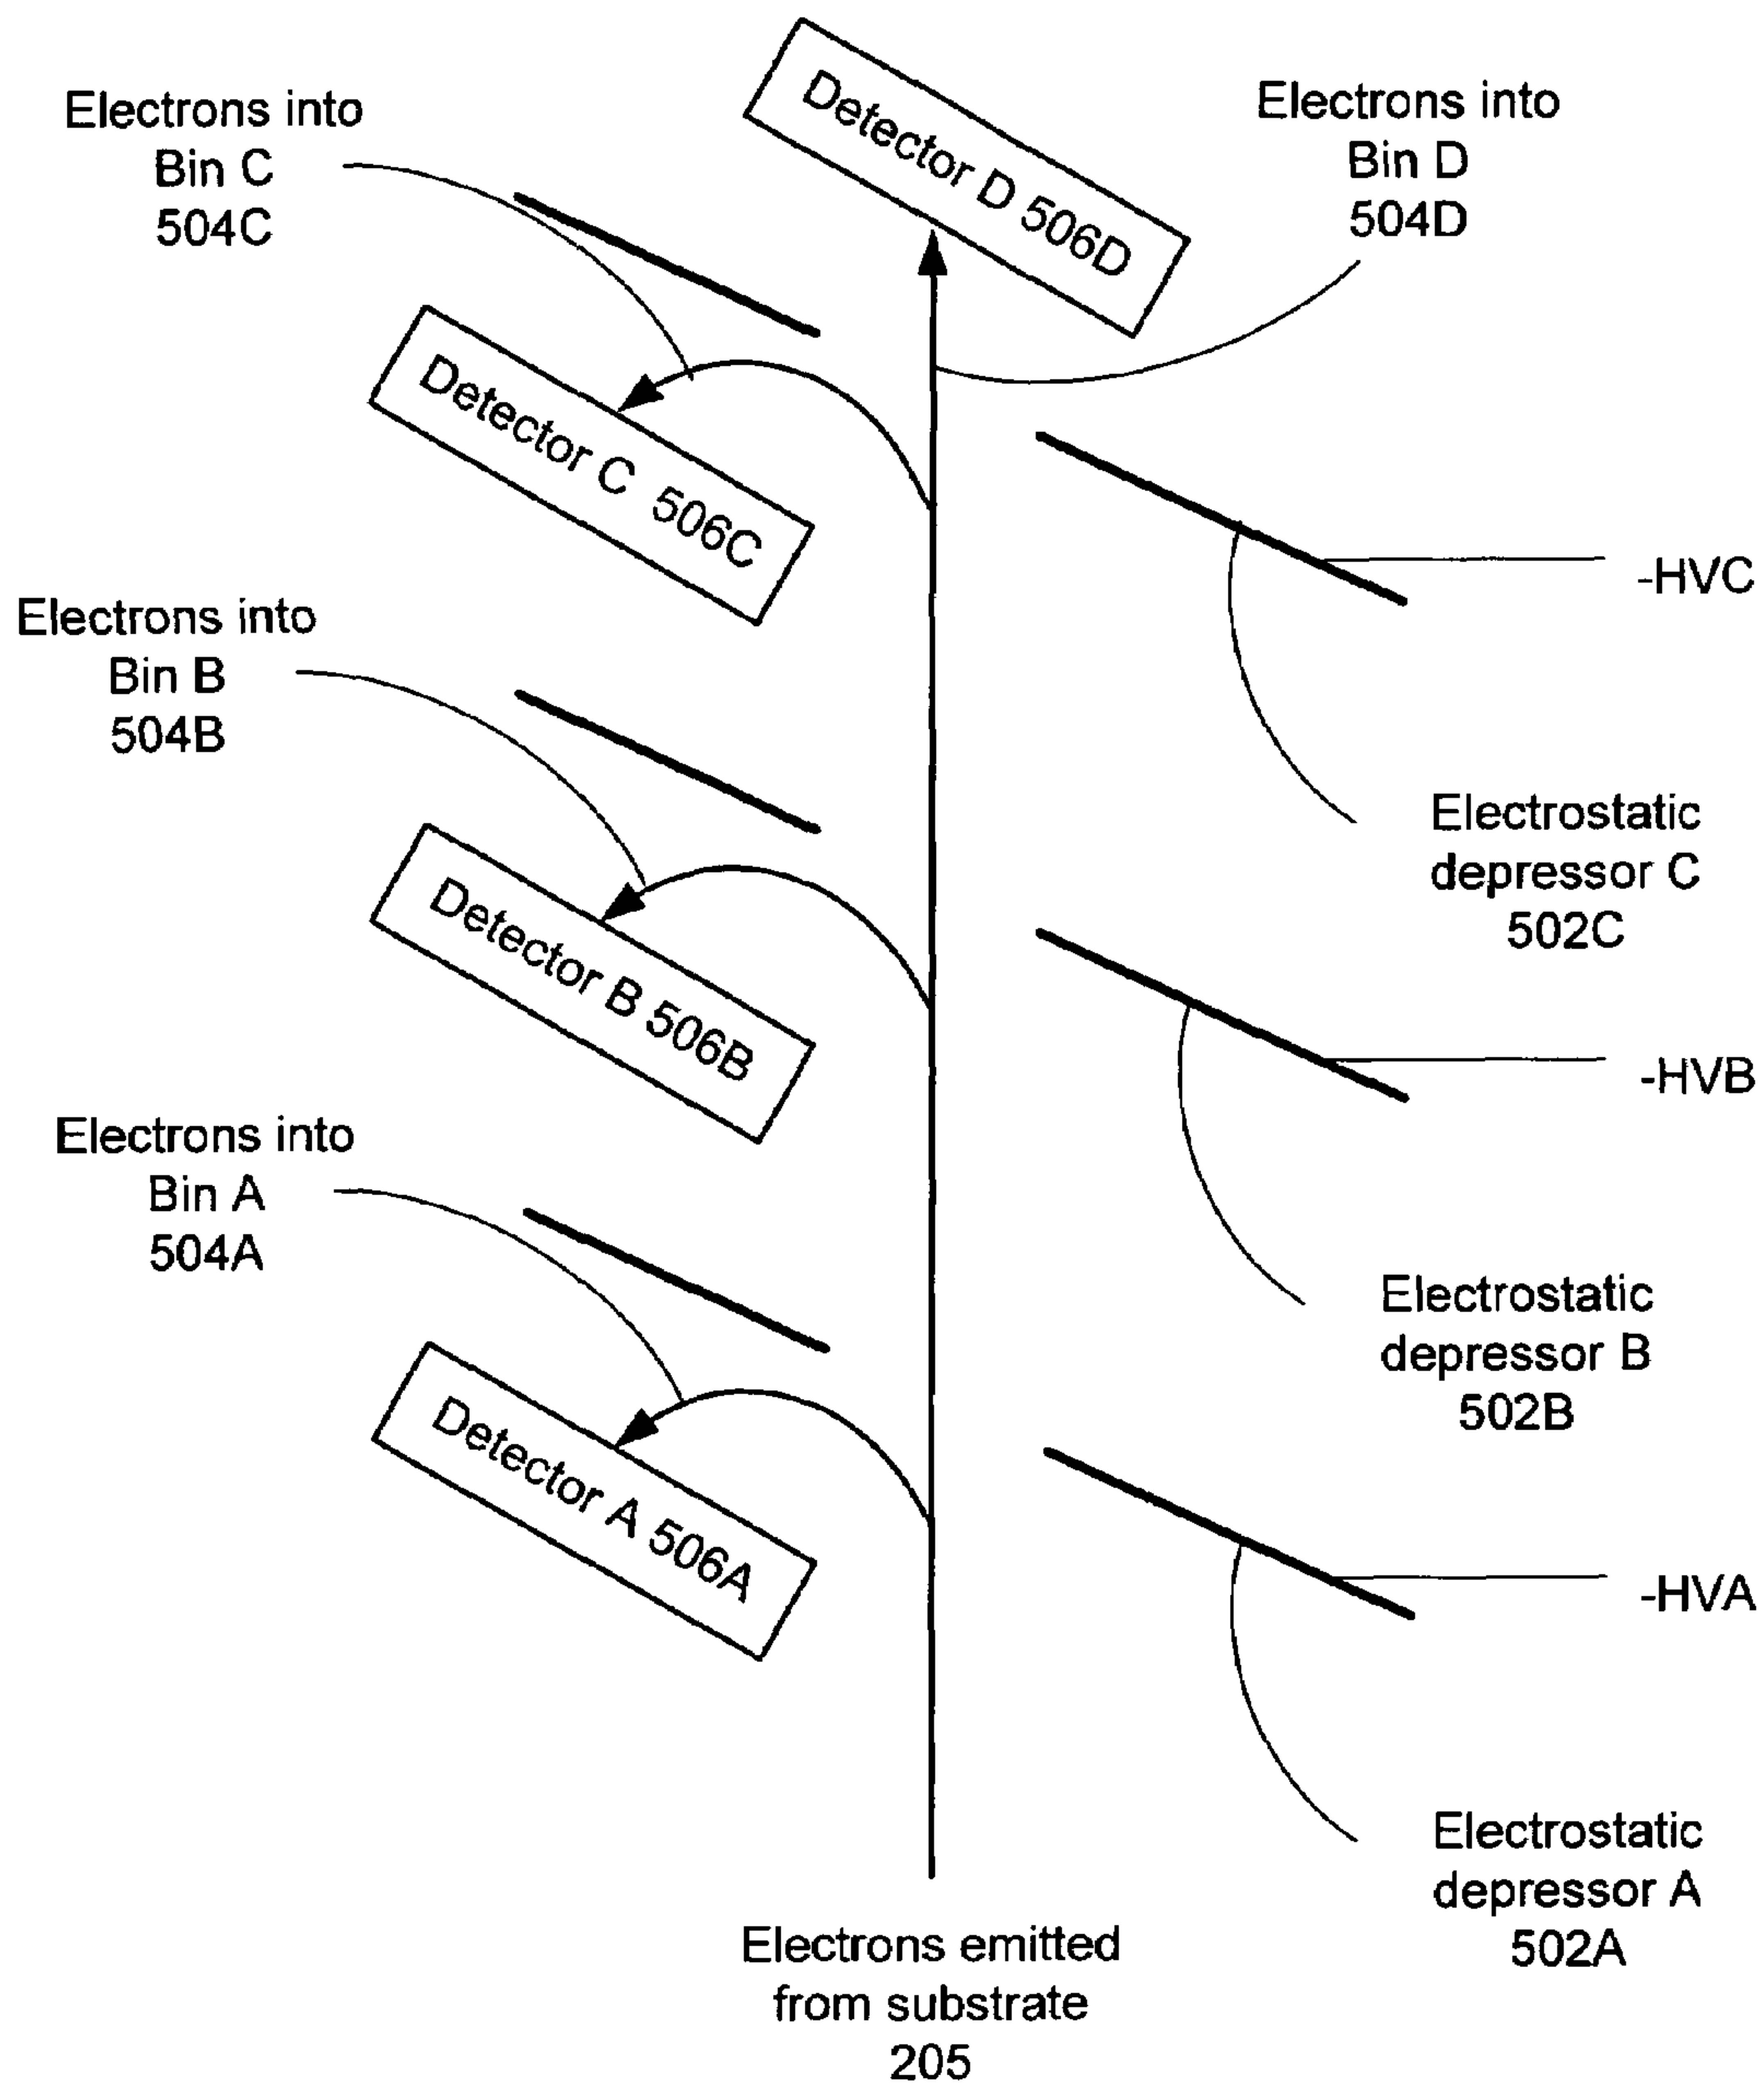 Detector D 506D
Electrons into
Bin C
504C
Electrons into
Bin D
504D
Detector C 506C
-HVC
Electrons into
Bin B
504B
Electrostatic
depressor C
502C
Detector B 506B
-HVB
Electrons into
Bin A
504A
Electrostatic
depressor B
502B
Detector A 506A
-HVA
Electrostatic
depressor A
502A
Electrons emitted
from substrate
205